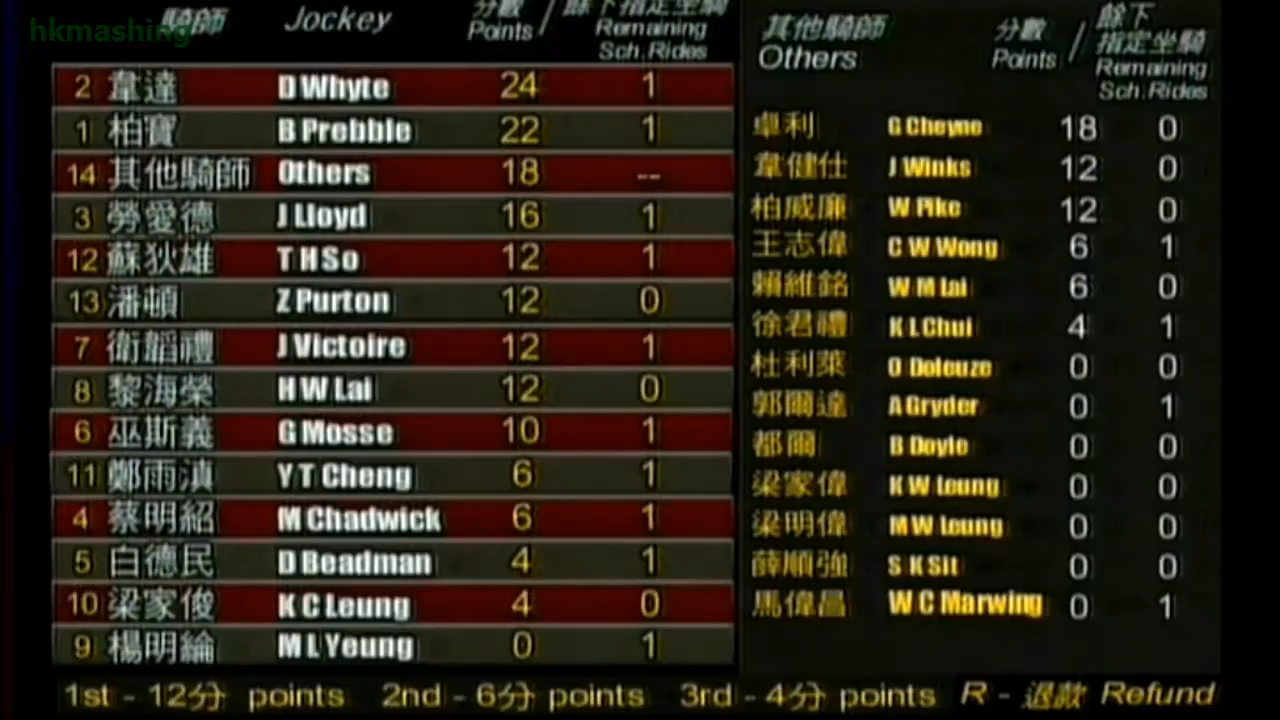 hkmashing
騎師 Jockey 分數 Points / 餘下指定坐騎 Remaining Sch.Rides
2 韋達 D Whyte 24 1
1 柏寶 B Prebble 22 1
14 其他騎師 Others 18 --
3 勞愛德 J Lloyd 16 1
12 蘇狄雄 T H So 12 1
13 潘頓 Z Purton 12 0
7 衛韜禮 J Victoire 12 1
8 黎海榮 H W Lai 12 0
6 巫斯義 G Mosse 10 1
11 鄭雨滇 Y T Cheng 6 1
4 蔡明紹 M Chadwick 6 1
5 白德民 D Beadman 4 1
10 梁家俊 K C Leung 4 0
9 楊明綸 M L Yeung 0 1
其他騎師 Others 分數 Points / 餘下指定坐騎 Remaining Sch.Rides
卓利 G Cheyne 18 0
韋健仕 J Winks 12 0
柏威廉 W Pike 12 0
王志偉 C W Wong 6 1
賴維銘 W M Lai 6 0
徐君禮 K L Chui 4 1
杜利萊 O Doleuze 0 0
郭爾達 A Gryder 0 1
都爾 B Doyle 0 0
梁家偉 K W Leung 0 0
梁明偉 M W Leung 0 0
薛順強 S K Sit 0 0
馬偉昌 W C Marwing 0 1
1st - 12分 points 2nd - 6分 points 3rd - 4分 points R - 退款 Refund